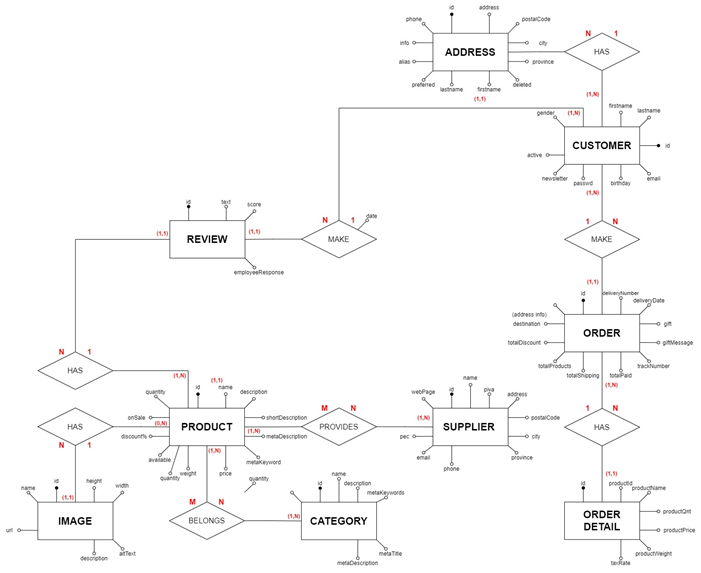 id
address
phone
postalCode
info
ADDRESS
city
alias
province
preferred
lastname
firstname
deleted
N
1
HAS
(1,1)
(1,N)
(1,N)
gender
firstname
lastname
CUSTOMER
id
active
newsletter
passwd
birthday
email
(1,N)
N
1
date
MAKE
id
text
score
(1,1)
REVIEW
(1,1)
employeeResponse
1
N
MAKE
(1,1)
id
deliveryNumber
deliveryDate
(address info)
destination
ORDER
gift
totalDiscount
giftMessage
totalProducts
totalShipping
totalPaid
trackNumber
(1,N)
N
1
HAS
(1,N)
(1,1)
quantity
id
name
description
onSale
shortDescription
(0,N)
PRODUCT
(1,N)
discount%
metaDescription
available
(1,N)
metaKeyword
quantity
weight
price
M
N
PROVIDES
name
webPage
id
piva
address
(1,N)
SUPPLIER
postalCode
pec
city
email
phone
province
1
N
HAS
(1,1)
HAS
N
1
name
id
height
width
(1,1)
url
IMAGE
description
altText
M
N
quantity
BELONGS
(1,N)
id
name
description
metaKeywords
CATEGORY
metaDescription
metaTitle
id
productId
productName
ORDER
DETAIL
productQnt
productPrice
productWeight
taxRate